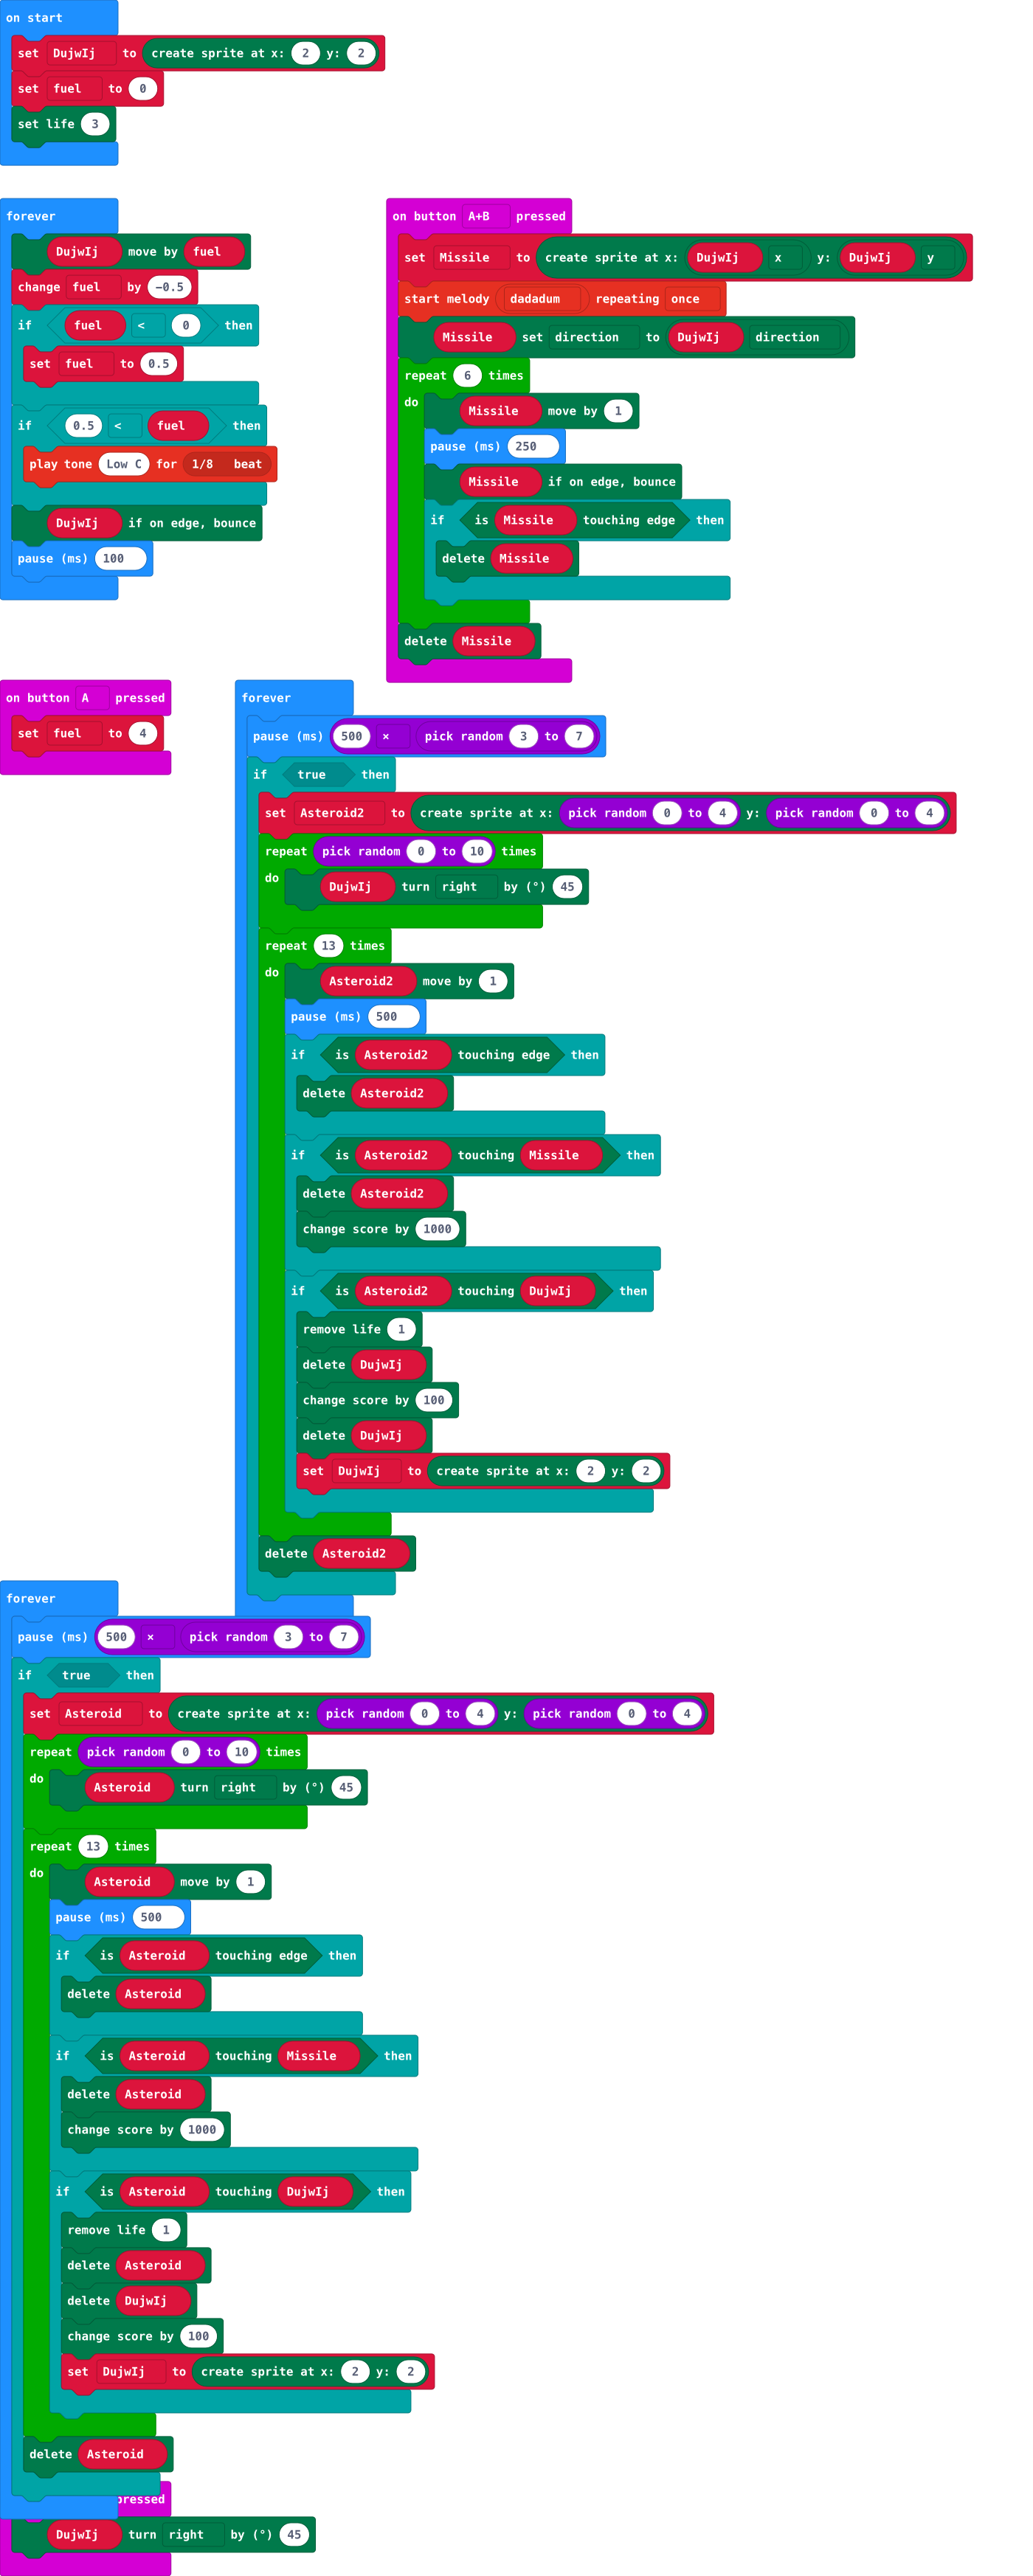 on start
set DujwIj to create sprite at x: 2 y: 2
set fuel to 0
set life 3
forever
DujwIj move by fuel
change fuel by −0.5
if fuel < 0 then
set fuel to 0.5
if 0.5 < fuel then
play tone Low C for 1/8 beat
DujwIj if on edge, bounce
pause (ms) 100
on button A+B pressed
set Missile to create sprite at x: DujwIj x y: DujwIj y
start melody dadadum repeating once
Missile set direction to DujwIj direction
repeat 6 times
do Missile move by 1
pause (ms) 250
Missile if on edge, bounce
if is Missile touching edge then
delete Missile
delete Missile
on button A pressed
set fuel to 4
forever
pause (ms) 500 × pick random 3 to 7
if true then
set Asteroid2 to create sprite at x: pick random 0 to 4 y: pick random 0 to 4
repeat pick random 0 to 10 times
do DujwIj turn right by (°) 45
repeat 13 times
do Asteroid2 move by 1
pause (ms) 500
if is Asteroid2 touching edge then
delete Asteroid2
if is Asteroid2 touching Missile then
delete Asteroid2
change score by 1000
if is Asteroid2 touching DujwIj then
remove life 1
delete DujwIj
change score by 100
delete DujwIj
set DujwIj to create sprite at x: 2 y: 2
delete Asteroid2
forever
pause (ms) 500 × pick random 3 to 7
if true then
set Asteroid to create sprite at x: pick random 0 to 4 y: pick random 0 to 4
repeat pick random 0 to 10 times
do Asteroid turn right by (°) 45
repeat 13 times
do Asteroid move by 1
pause (ms) 500
if is Asteroid touching edge then
delete Asteroid
if is Asteroid touching Missile then
delete Asteroid
change score by 1000
if is Asteroid touching DujwIj then
remove life 1
delete Asteroid
delete DujwIj
change score by 100
set DujwIj to create sprite at x: 2 y: 2
delete Asteroid
pressed
DujwIj turn right by (°) 45